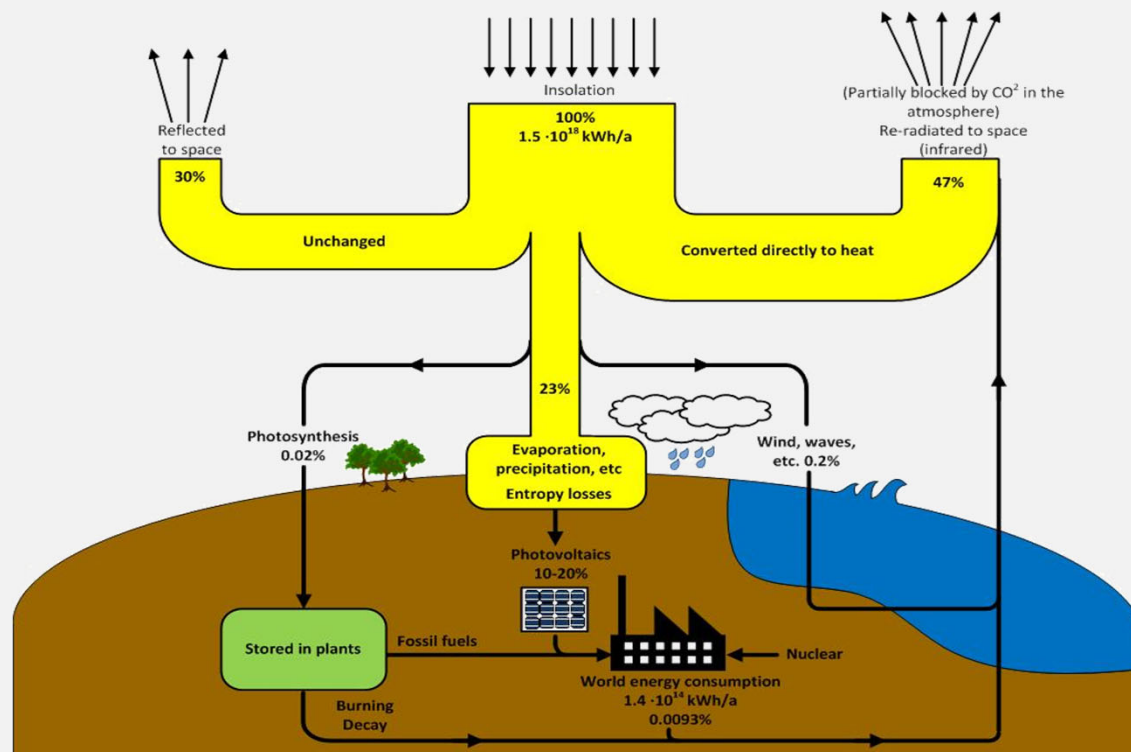 Insolation
100%
1.5 ·10¹⁸ kWh/a
Reflected
to space
30%
(Partially blocked by CO² in the
atmosphere)
Re-radiated to space
(infrared)
47%
Unchanged
Converted directly to heat
23%
Photosynthesis
0.02%
Evaporation,
precipitation, etc
Entropy losses
Wind, waves,
etc. 0.2%
Photovoltaics
10-20%
Stored in plants
Fossil fuels
Nuclear
World energy consumption
1.4 ·10¹⁴ kWh/a
0.0093%
Burning
Decay